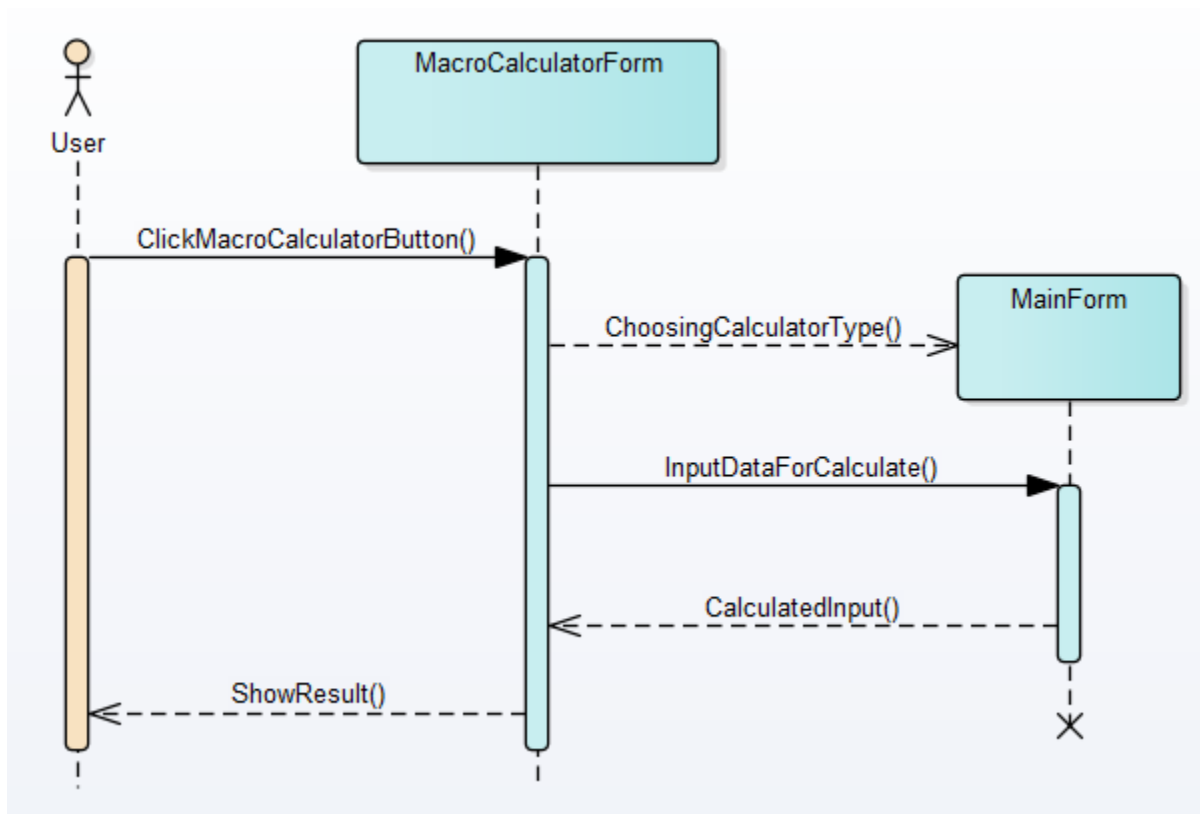 MacroCalculatorForm
User
ClickMacroCalculatorButton()
MainForm
ChoosingCalculatorType()
InputDataForCalculate()
CalculatedInput()
ShowResult()